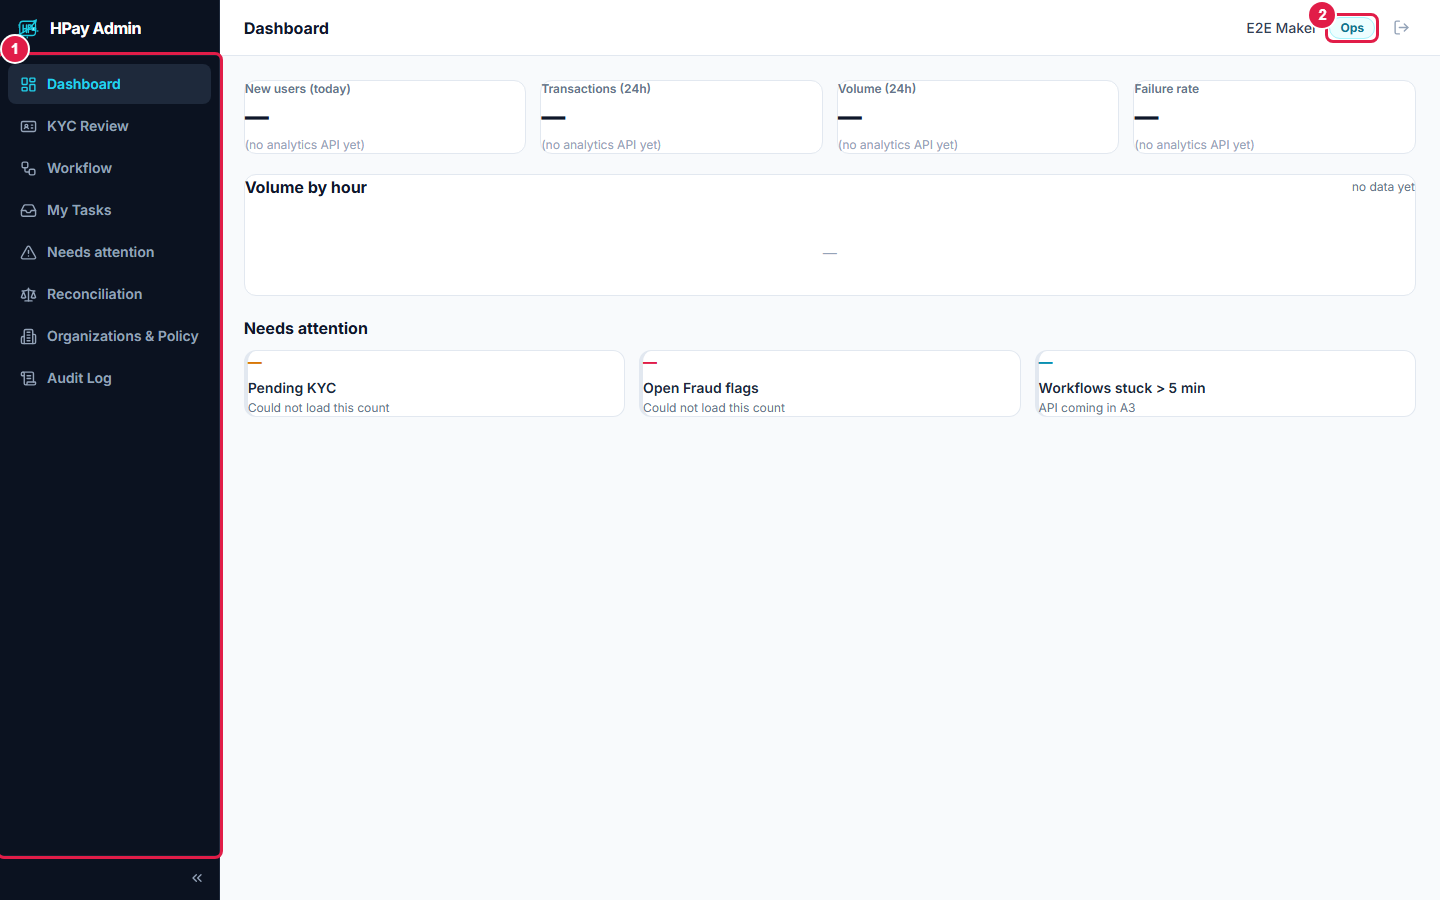 HPay Admin
1
Dashboard
KYC Review
Workflow
My Tasks
Needs attention
Reconciliation
Organizations & Policy
Audit Log
«
Dashboard
E2E Maker
2
Ops
New users (today)
—
(no analytics API yet)
Transactions (24h)
—
(no analytics API yet)
Volume (24h)
—
(no analytics API yet)
Failure rate
—
(no analytics API yet)
Volume by hour
no data yet
—
Needs attention
—
Pending KYC
Could not load this count
—
Open Fraud flags
Could not load this count
—
Workflows stuck > 5 min
API coming in A3